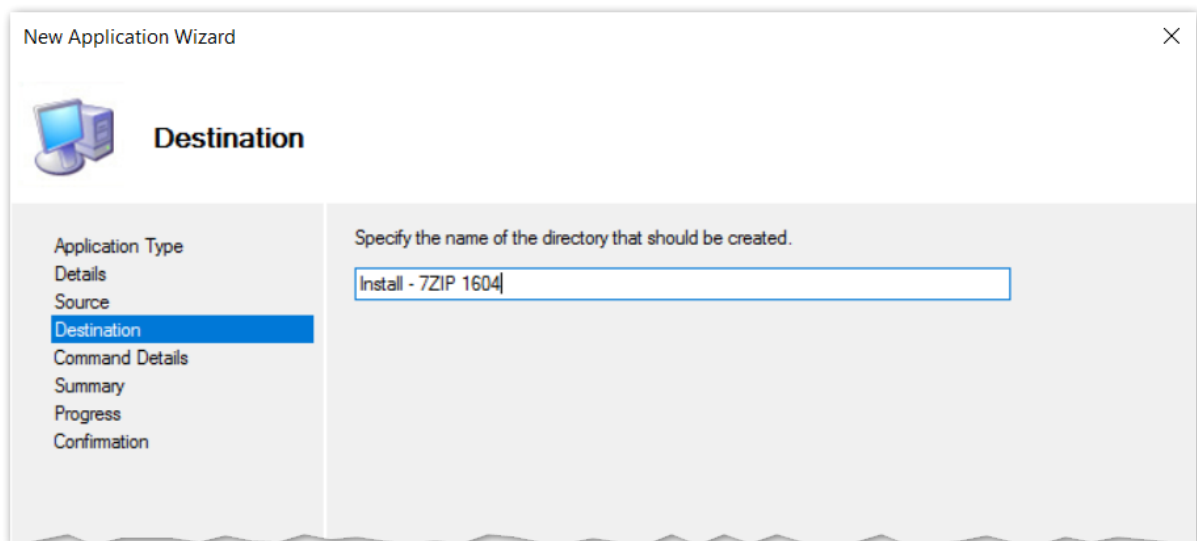 New Application Wizard
Destination
Application Type
Details
Source
Destination
Command Details
Summary
Progress
Confirmation
Specify the name of the directory that should be created.
Install - 7ZIP 1604